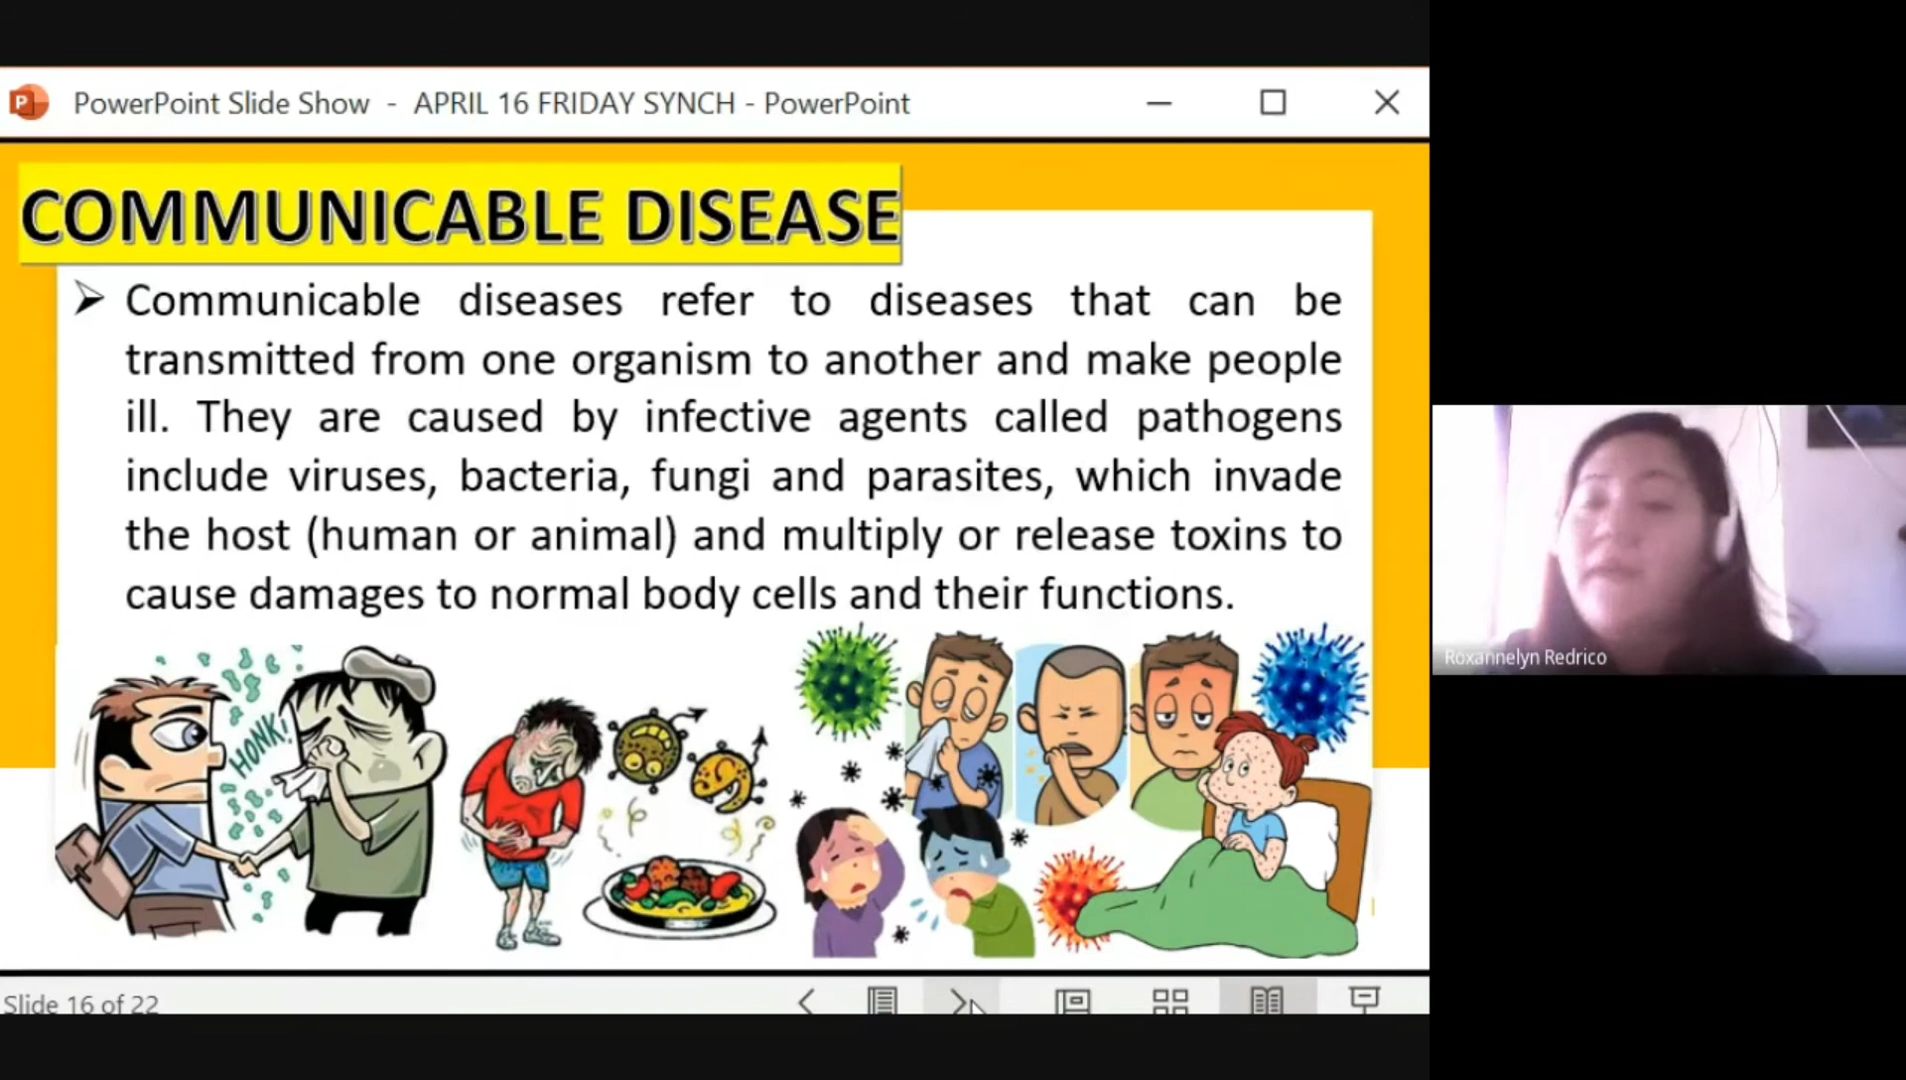 PowerPoint Slide Show - APRIL 16 FRIDAY SYNCH - PowerPoint
COMMUNICABLE DISEASE
Communicable diseases refer to diseases that can be
transmitted from one organism to another and make people
ill. They are caused by infective agents called pathogens
include viruses, bacteria, fungi and parasites, which invade
the host (human or animal) and multiply or release toxins to
cause damages to normal body cells and their functions.
HONK!
Slide 16 of 22
Roxannelyn Redrico